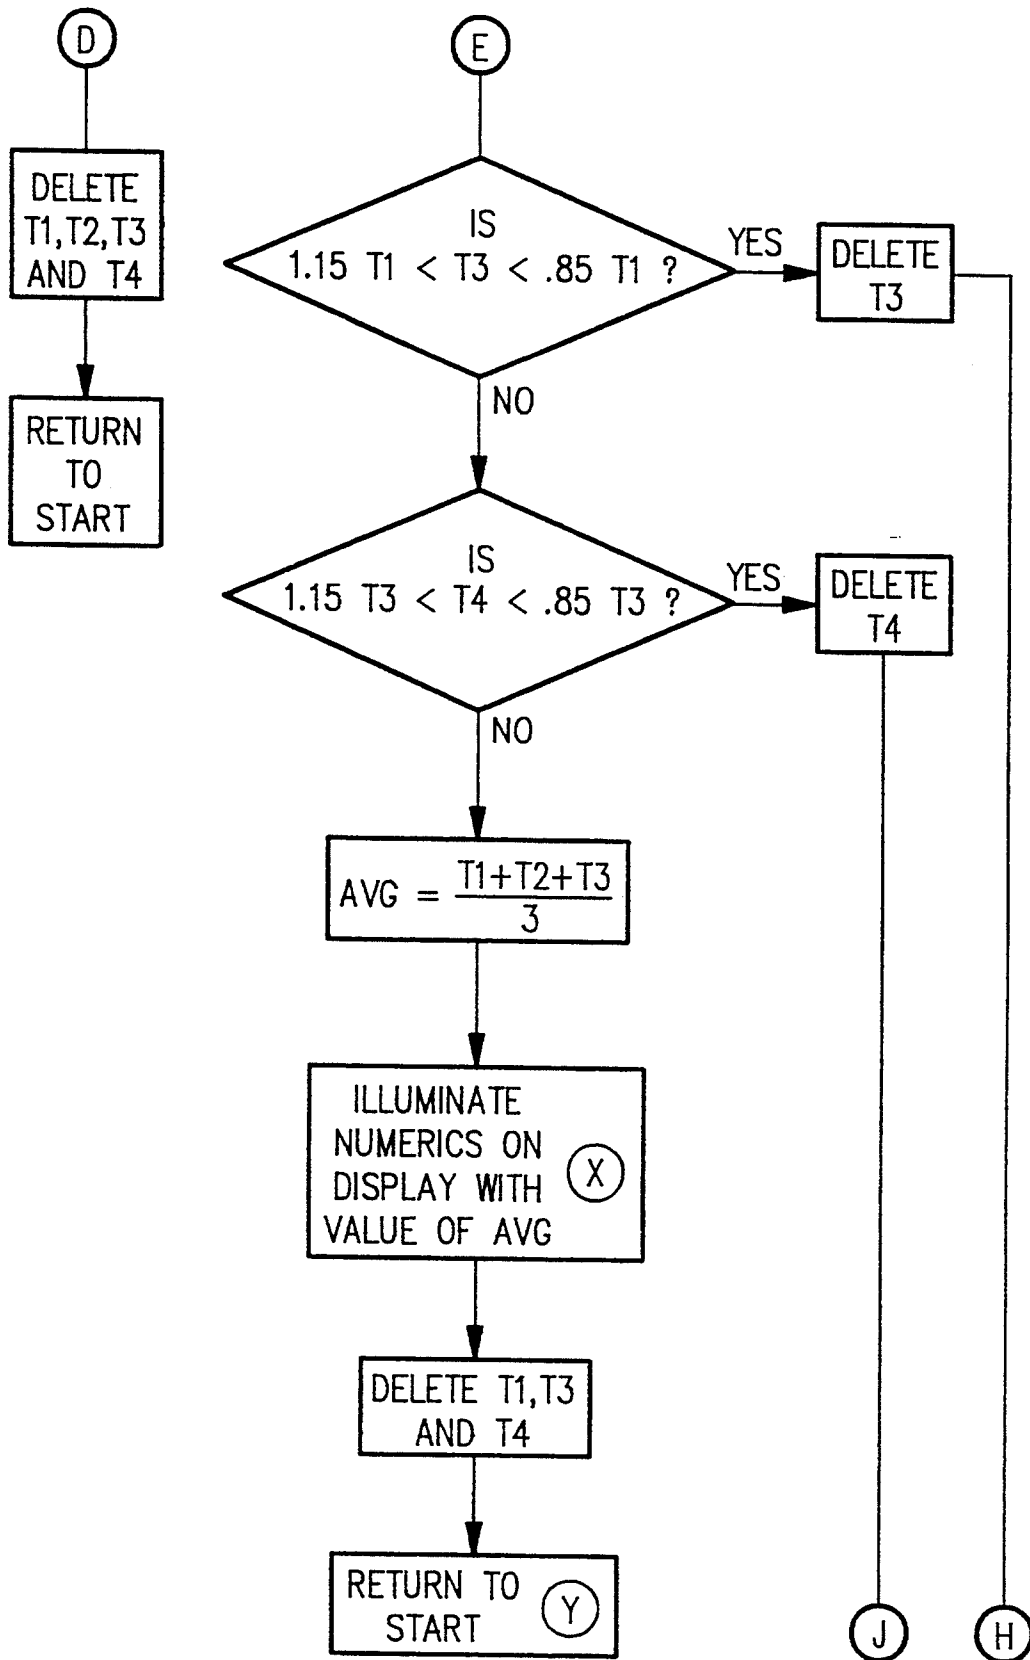 D
DELETE
T1,T2,T3
AND T4
RETURN
TO
START
E
IS
1.15 T1 < T3 < .85 T1 ?
YES
DELETE
T3
NO
IS
1.15 T3 < T4 < .85 T3 ?
YES
DELETE
T4
NO
AVG = T1+T2+T3
3
ILLUMINATE
NUMERICS ON
DISPLAY WITH
VALUE OF AVG
X
DELETE T1,T3
AND T4
RETURN TO
START
Y
J
H